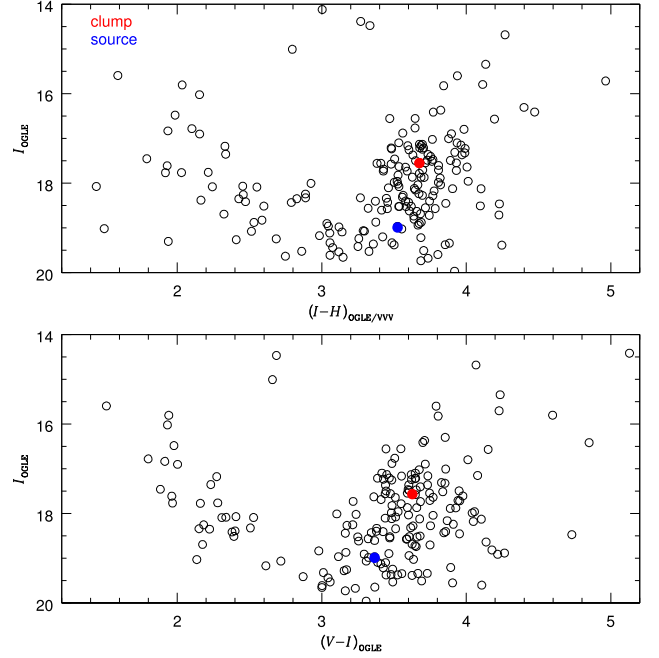 14
clump
source
16
I_OGLE
18
20
2 3 4 5
(I−H)_OGLE/VVV
14
16
I_OGLE
18
20
2 3 4 5
(V−I)_OGLE